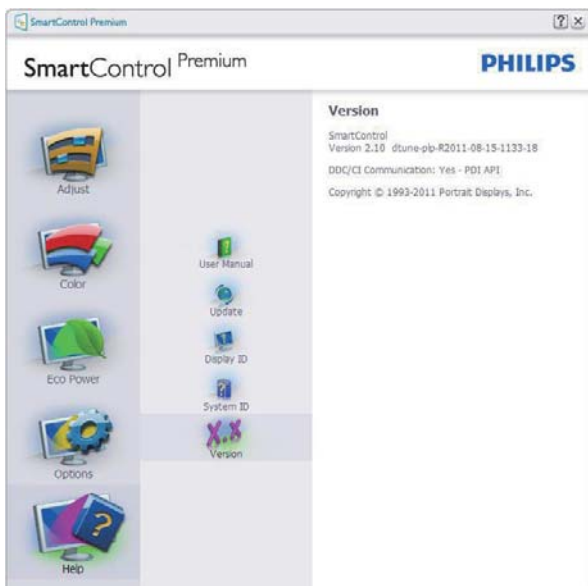 SmartControl Premium
? X
SmartControl Premium
PHILIPS
Adjust
Color
Eco Power
Options
Help
User Manual
Update
Display ID
System ID
X.X
Version
Version
SmartControl
Version 2.10 dtune-plp-R2011-08-15-1133-18
DDC/CI Communication: Yes - PDI API
Copyright © 1993-2011 Portrait Displays, Inc.